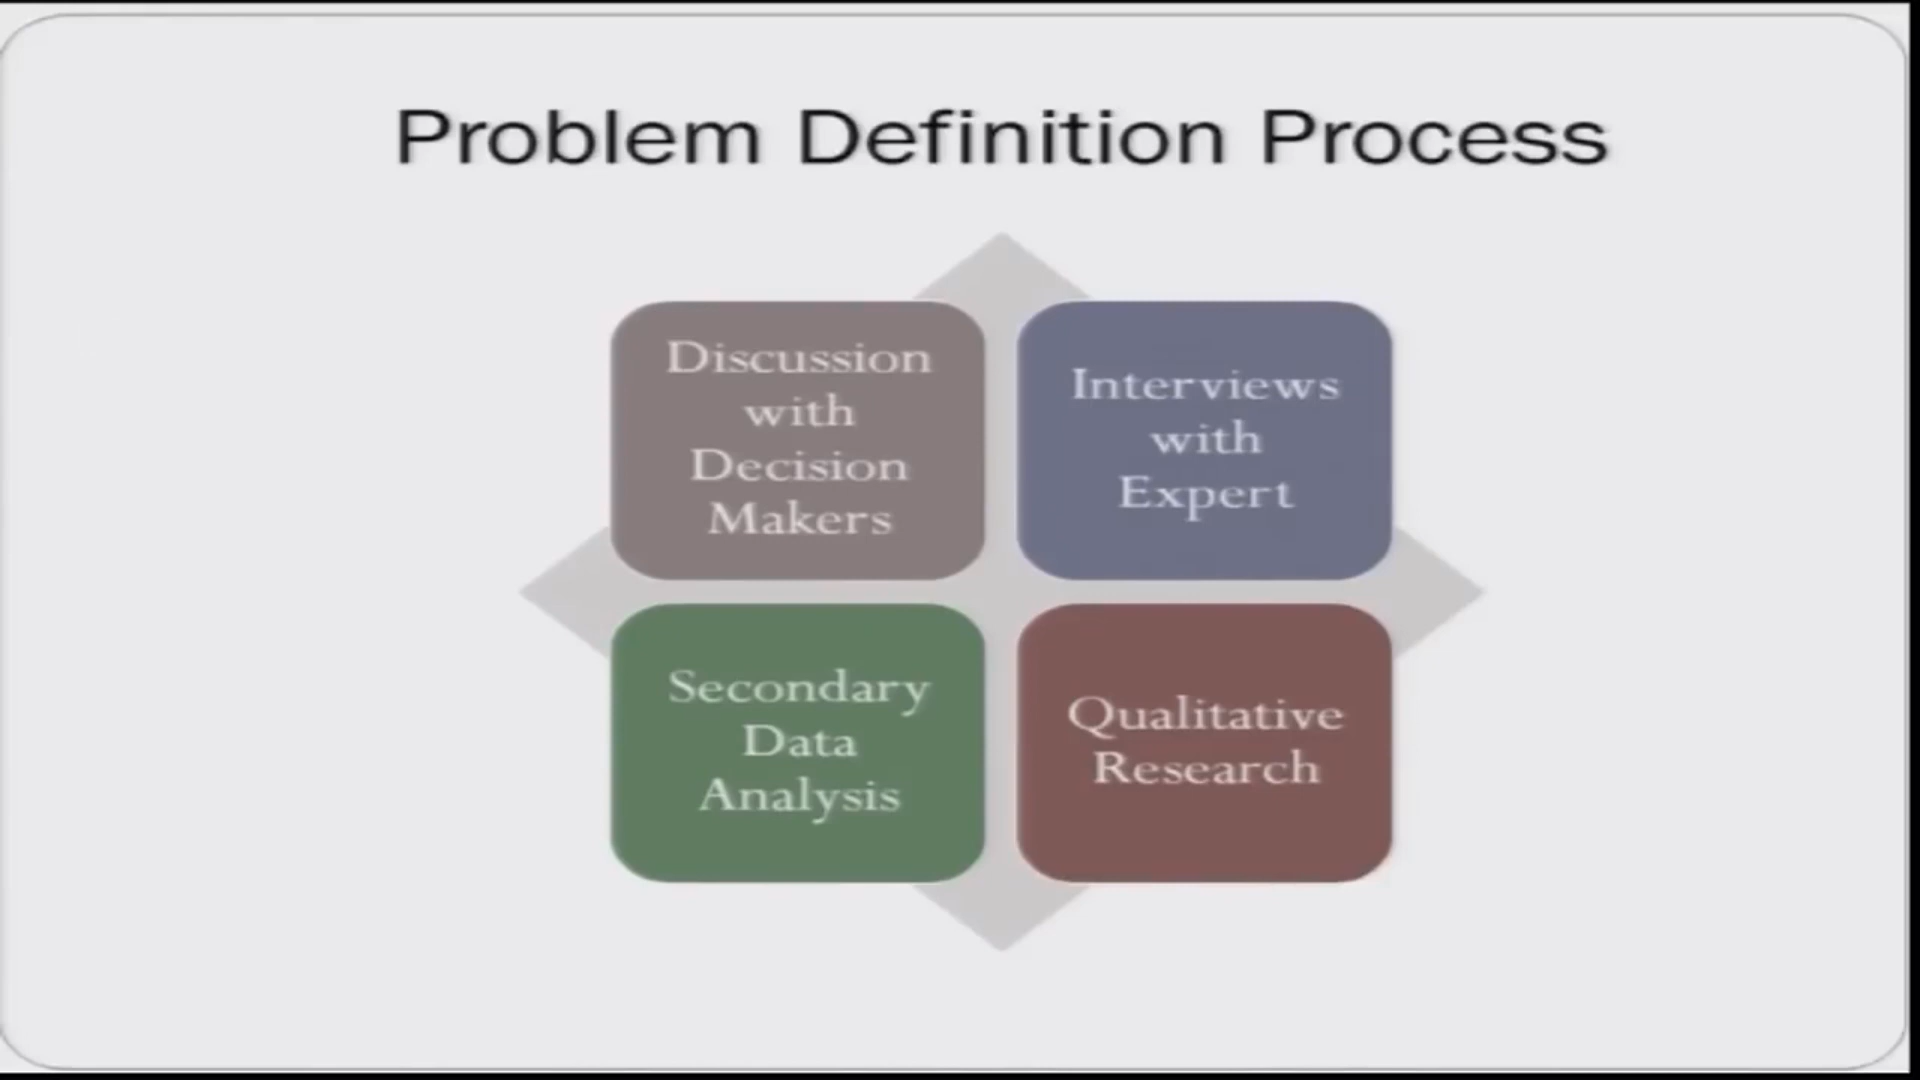 Problem Definition Process
Discussion
with
Decision
Makers
Interviews
with
Expert
Secondary
Data
Analysis
Qualitative
Research